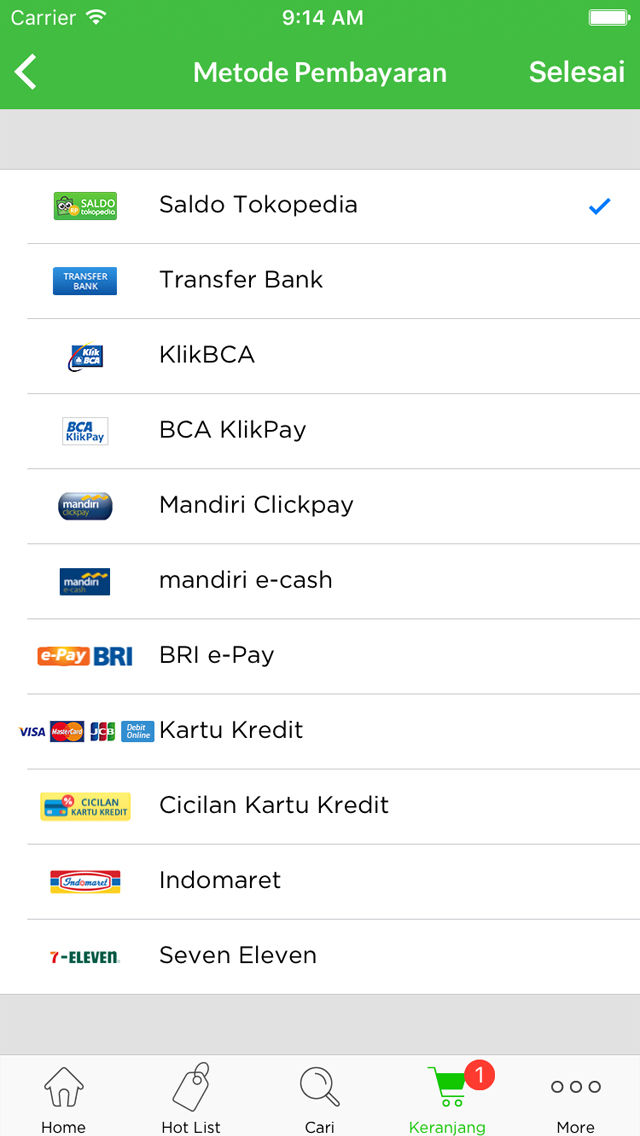 Carrier 9:14 AM
Metode Pembayaran Selesai
SALDO
tokopedia
Saldo Tokopedia
TRANSFER
BANK
Transfer Bank
Klik
BCA
KlikBCA
BCA
KlikPay
BCA KlikPay
mandiri
clickpay
Mandiri Clickpay
mandiri
e-cash
mandiri e-cash
e-Pay BRI
BRI e-Pay
VISA MasterCard JCB Debit
Online
Kartu Kredit
% CICILAN
KARTU KREDIT
Cicilan Kartu Kredit
Indomaret
Indomaret
7-ELEVEN
Seven Eleven
1
Home Hot List Cari Keranjang More